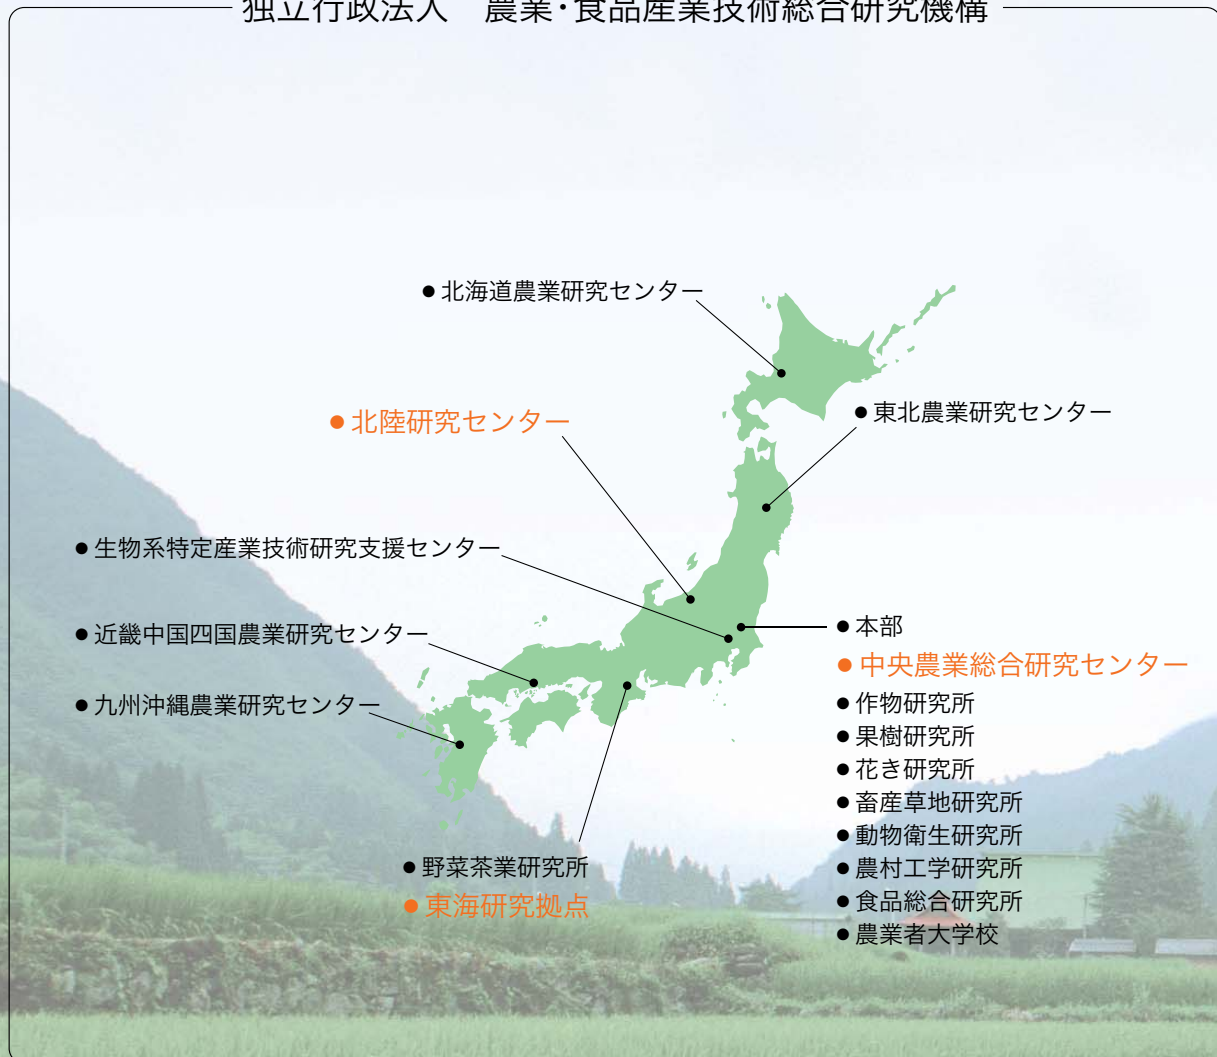 独立行政法人　農業・食品産業技術総合研究機構
● 北海道農業研究センター
● 東北農業研究センター
● 北陸研究センター
● 生物系特定産業技術研究支援センター
● 近畿中国四国農業研究センター
● 九州沖縄農業研究センター
● 本部
● 中央農業総合研究センター
● 作物研究所
● 果樹研究所
● 花き研究所
● 畜産草地研究所
● 動物衛生研究所
● 農村工学研究所
● 食品総合研究所
● 農業者大学校
● 野菜茶業研究所
● 東海研究拠点